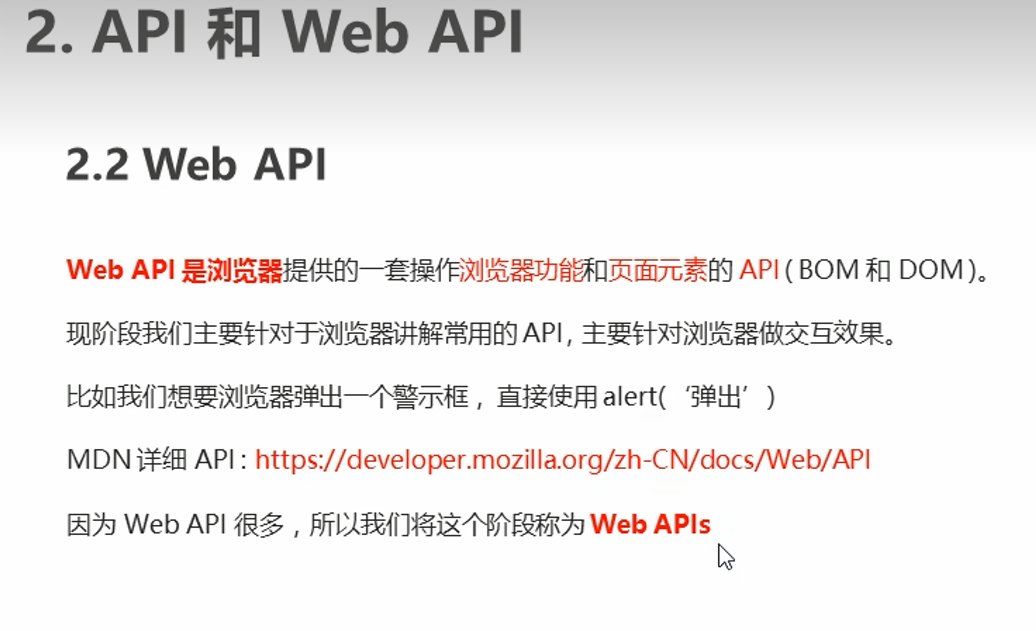 2. API 和 Web API
2.2 Web API
Web API 是浏览器提供的一套操作浏览器功能和页面元素的 API ( BOM 和 DOM )。
现阶段我们主要针对于浏览器讲解常用的 API , 主要针对浏览器做交互效果。
比如我们想要浏览器弹出一个警示框， 直接使用 alert(‘弹出’)
MDN 详细 API : https://developer.mozilla.org/zh-CN/docs/Web/API
因为 Web API 很多，所以我们将这个阶段称为 Web APIs